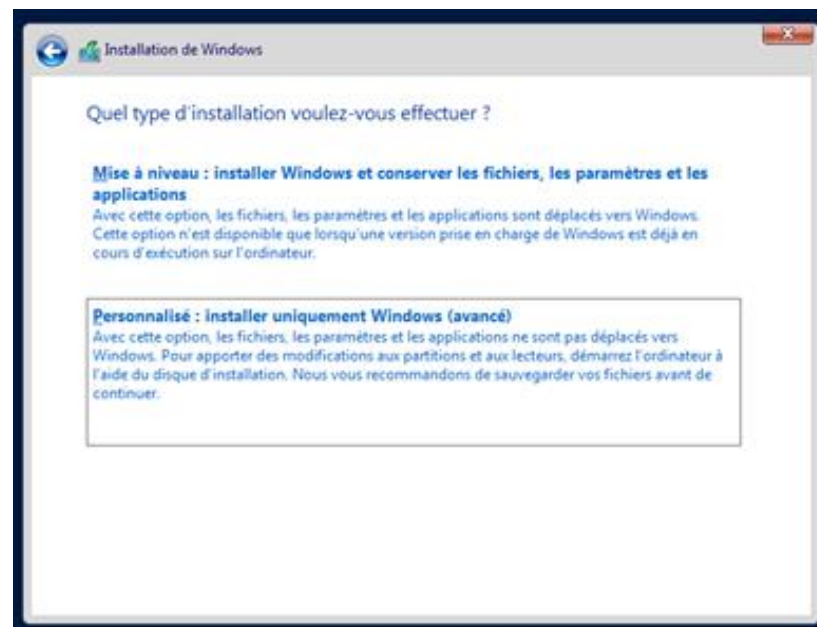 Installation de Windows
Quel type d'installation voulez-vous effectuer ?
Mise à niveau : installer Windows et conserver les fichiers, les paramètres et les
applications
Avec cette option, les fichiers, les paramètres et les applications sont déplacés vers Windows.
Cette option n'est disponible que lorsqu'une version prise en charge de Windows est déjà en
cours d'exécution sur l'ordinateur.
Personnalisé : installer uniquement Windows (avancé)
Avec cette option, les fichiers, les paramètres et les applications ne sont pas déplacés vers
Windows. Pour apporter des modifications aux partitions et aux lecteurs, démarrez l'ordinateur à
l'aide du disque d'installation. Nous vous recommandons de sauvegarder vos fichiers avant de
continuer.